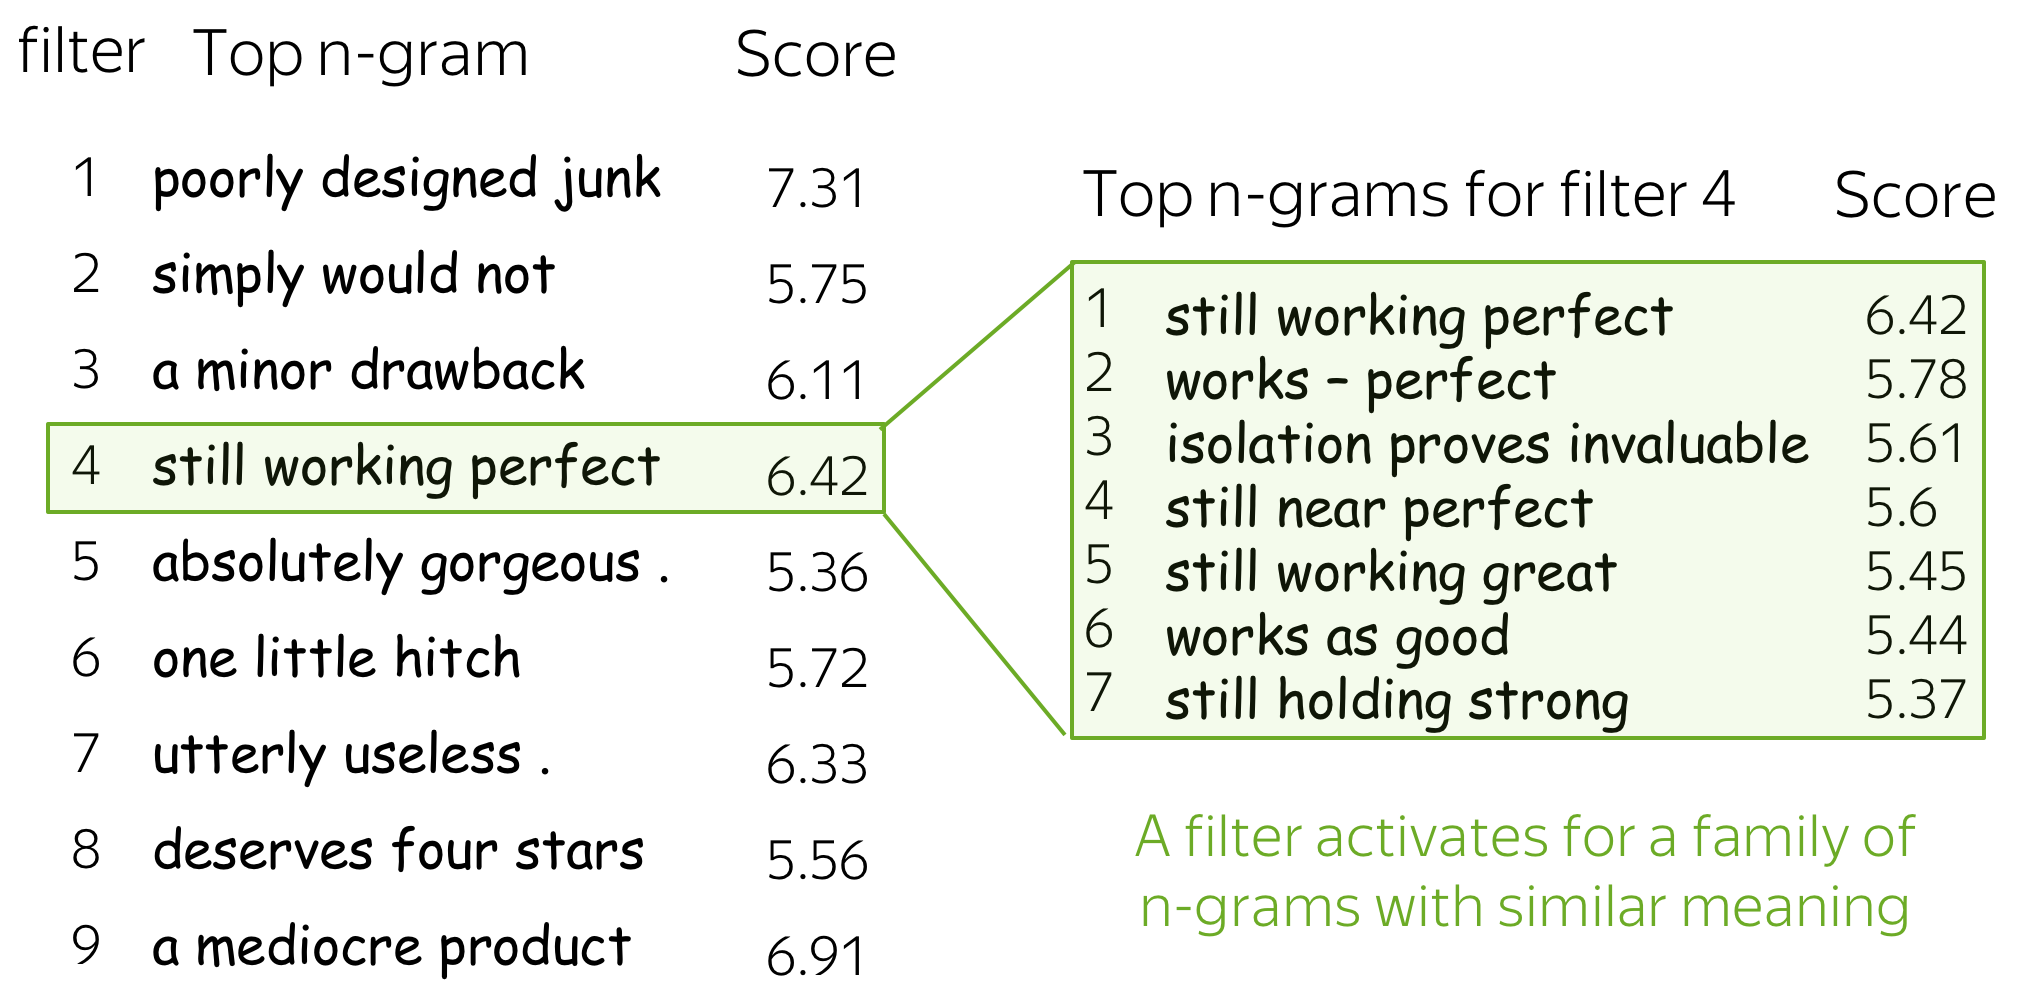 filter Top n-gram Score
1 poorly designed junk 7.31
2 simply would not 5.75
3 a minor drawback 6.11
4 still working perfect 6.42
5 absolutely gorgeous . 5.36
6 one little hitch 5.72
7 utterly useless . 6.33
8 deserves four stars 5.56
9 a mediocre product 6.91
Top n-grams for filter 4 Score
1 still working perfect 6.42
2 works – perfect 5.78
3 isolation proves invaluable 5.61
4 still near perfect 5.6
5 still working great 5.45
6 works as good 5.44
7 still holding strong 5.37
A filter activates for a family of
n-grams with similar meaning